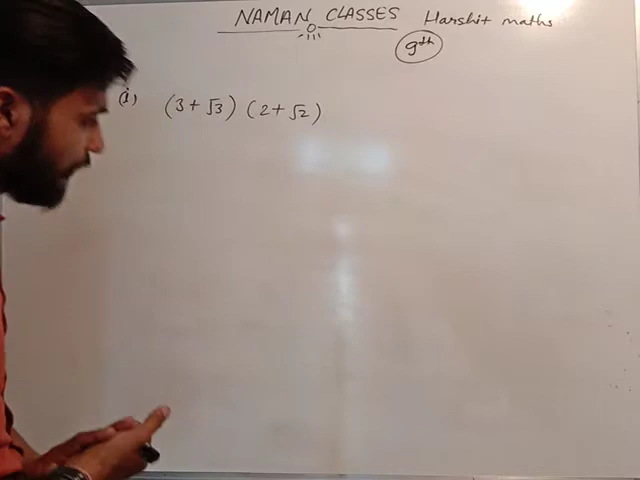 NAMAN CLASSES Harshit maths
9th
(i) (3+√3) (2+√2)